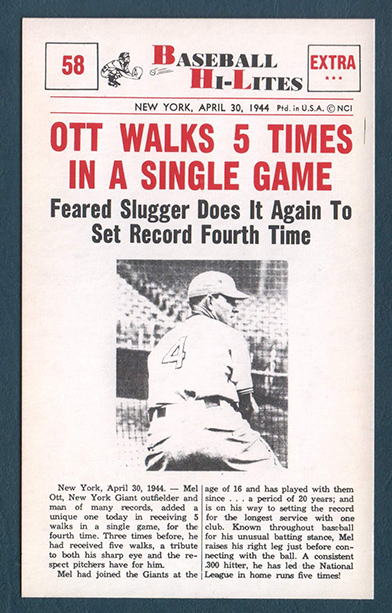 58
BASEBALL
HI-LITES
EXTRA
***
NEW YORK, APRIL 30, 1944 Ptd. in U.S.A. © NCI
OTT WALKS 5 TIMES
IN A SINGLE GAME
Feared Slugger Does It Again To
Set Record Fourth Time
4
New York, April 30, 1944. — Mel
Ott, New York Giant outfielder and
man of many records, added a
unique one today in receiving 5
walks in a single game, for the
fourth time. Three times before, he
had received five walks, a tribute
to both his sharp eye and the re-
spect pitchers have for him.
Mel had joined the Giants at the
age of 16 and has played with them
since . . . a period of 20 years; and
is on his way to setting the record
for the longest service with one
club. Known throughout baseball
for his unusual batting stance, Mel
raises his right leg just before con-
necting with the ball. A consistent
.300 hitter, he has led the National
League in home runs five times!